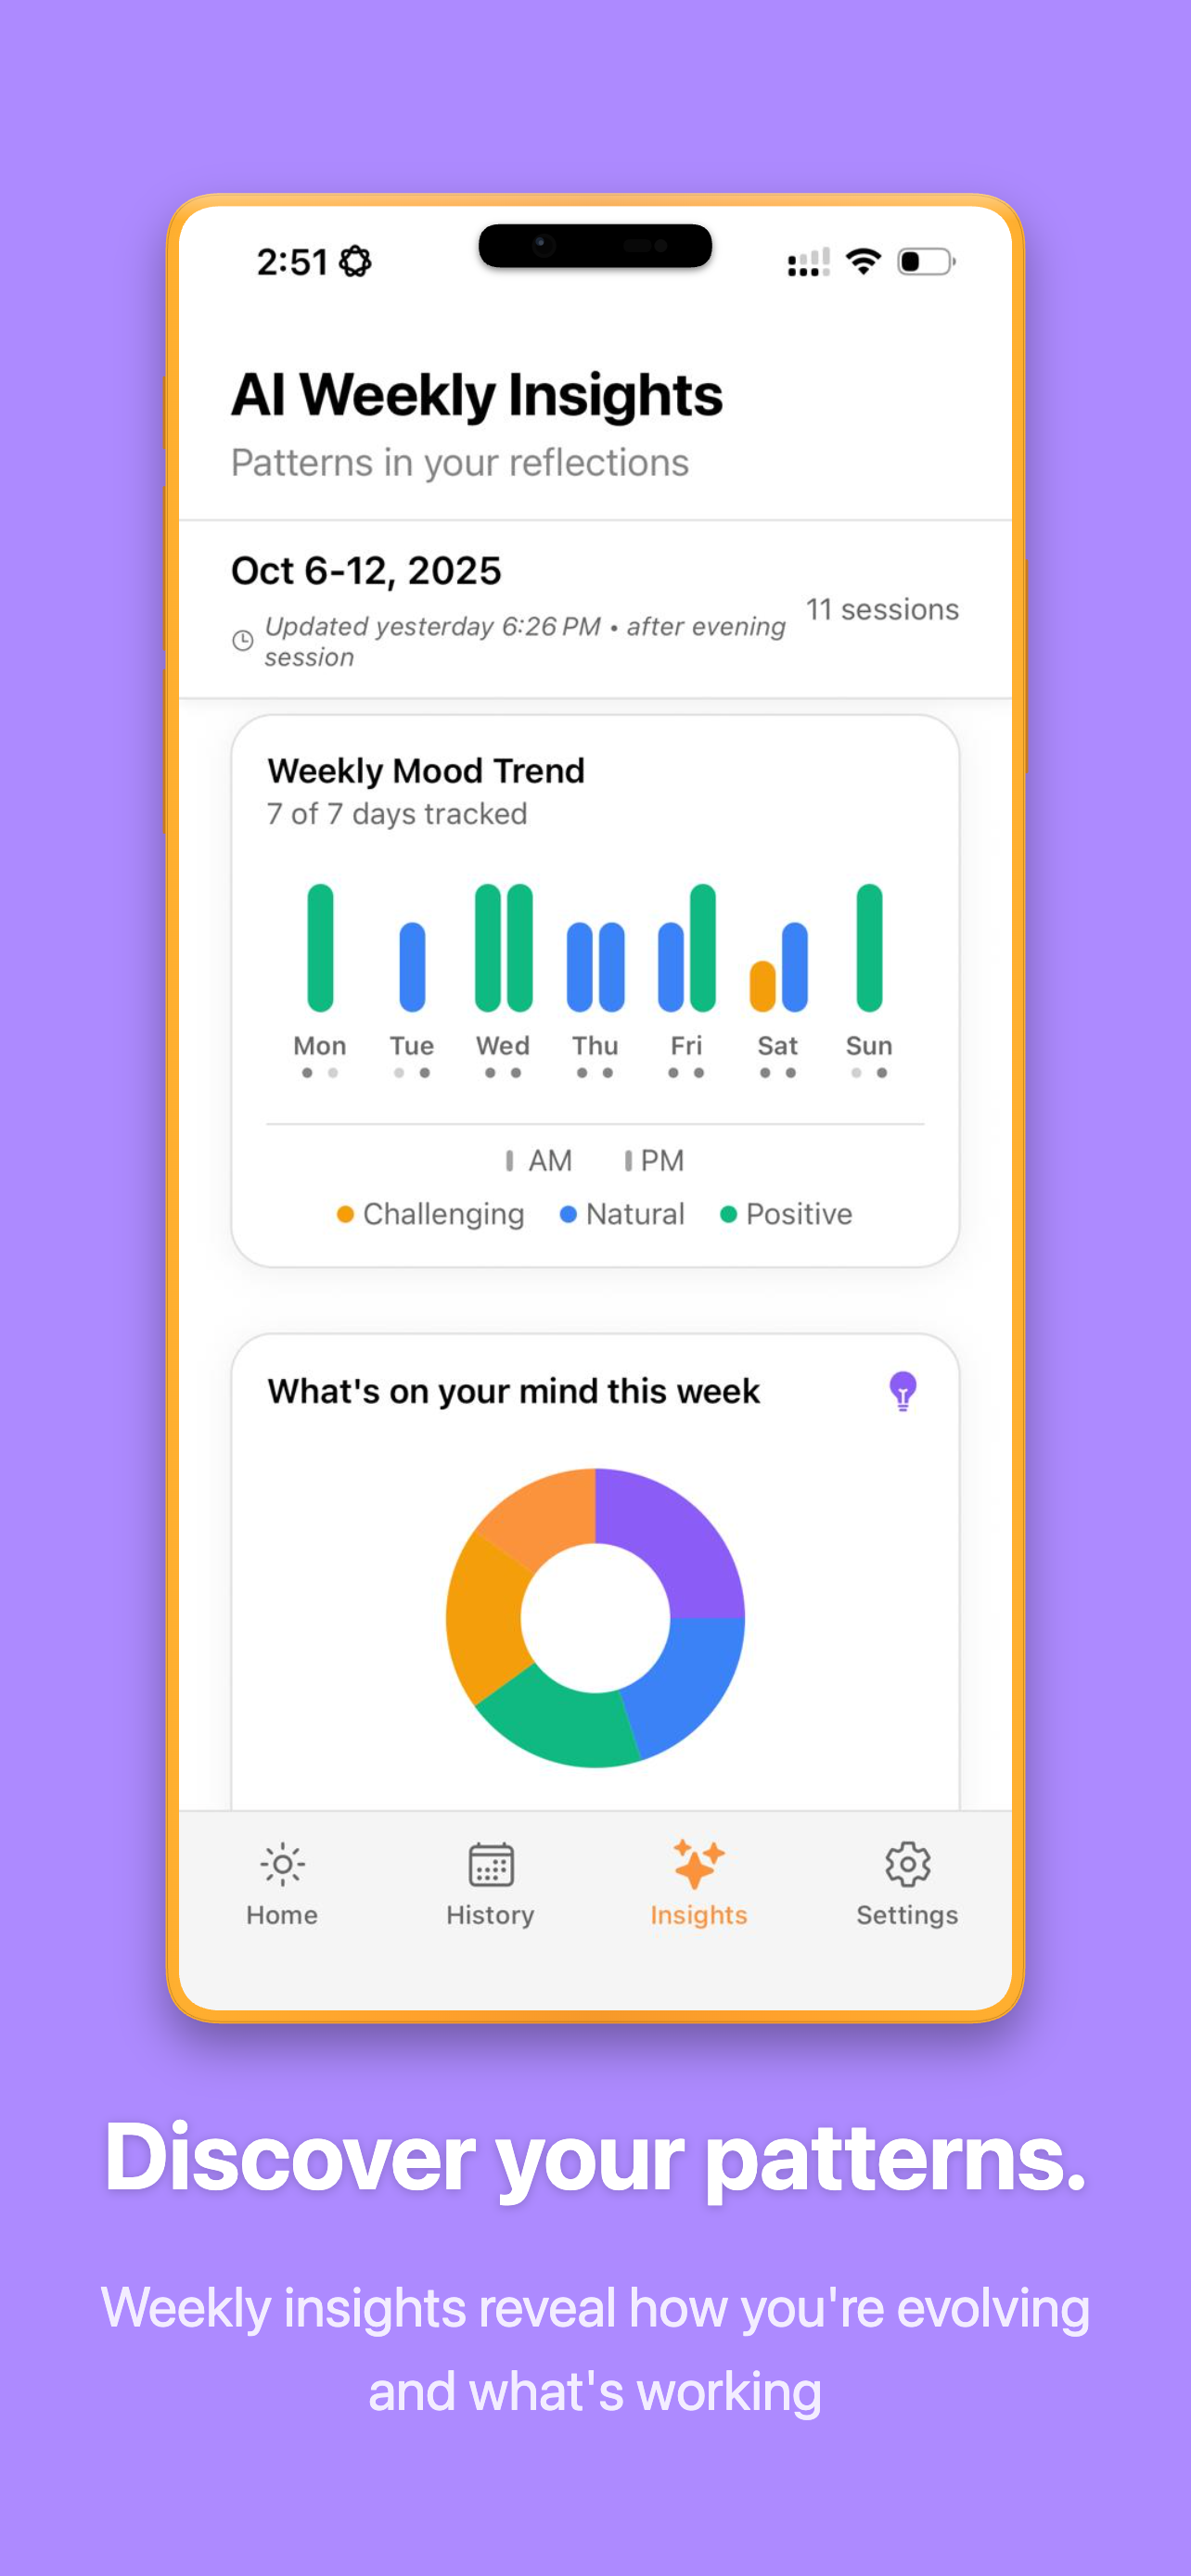 2:51
AI Weekly Insights
Patterns in your reflections
Oct 6-12, 2025
11 sessions
Updated yesterday 6:26 PM • after evening
session
Weekly Mood Trend
7 of 7 days tracked
Mon Tue Wed Thu Fri Sat Sun
AM PM
Challenging Natural Positive
What's on your mind this week
Home History Insights Settings
Discover your patterns.
Weekly insights reveal how you're evolving
and what's working